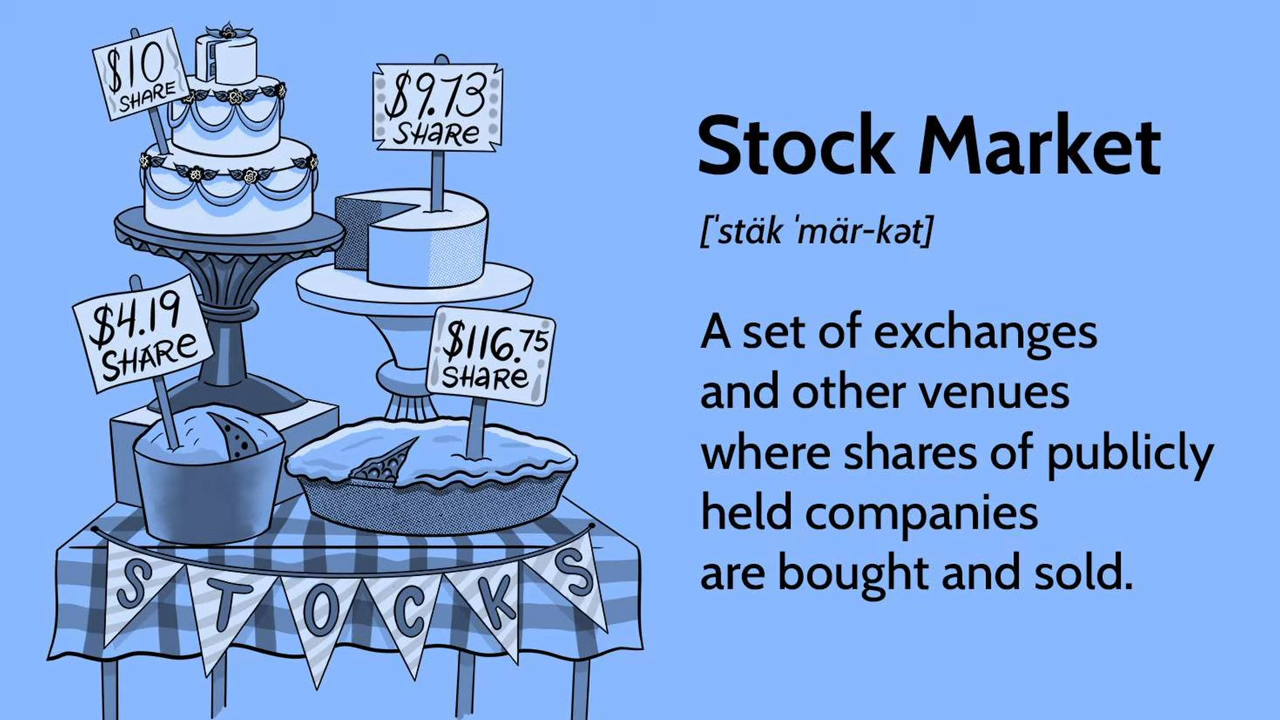 $10
SHARE
$9.73
SHARE
$4.19
SHARE
$116.75
SHARE
STOCKS
Stock Market
[ˈstäk ˈmär-kət]
A set of exchanges
and other venues
where shares of publicly
held companies
are bought and sold.